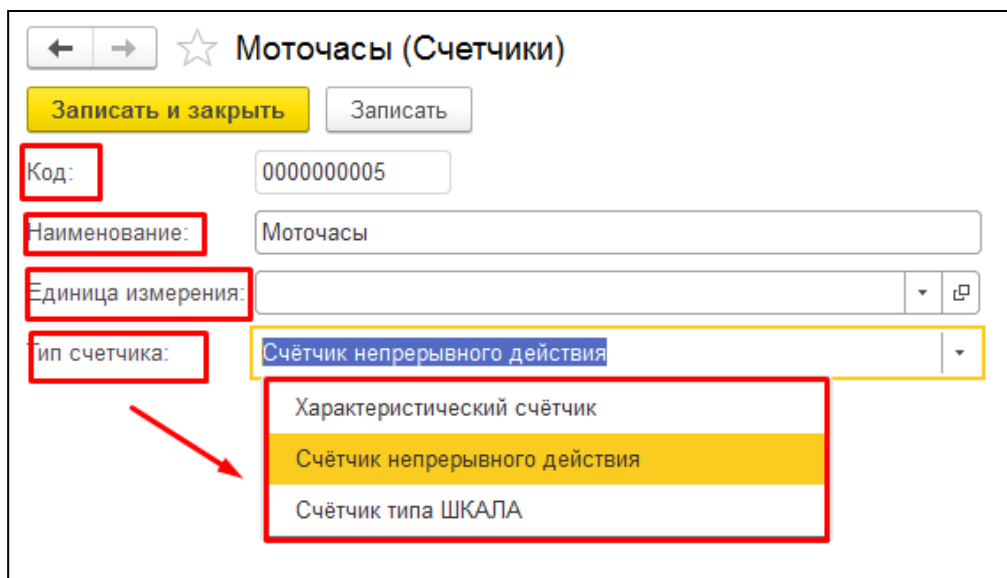 Моточасы (Счетчики)
Записать и закрыть Записать
Код: 0000000005
Наименование: Моточасы
Единица измерения:
Тип счетчика: Счётчик непрерывного действия
Характеристический счётчик
Счётчик непрерывного действия
Счётчик типа ШКАЛА